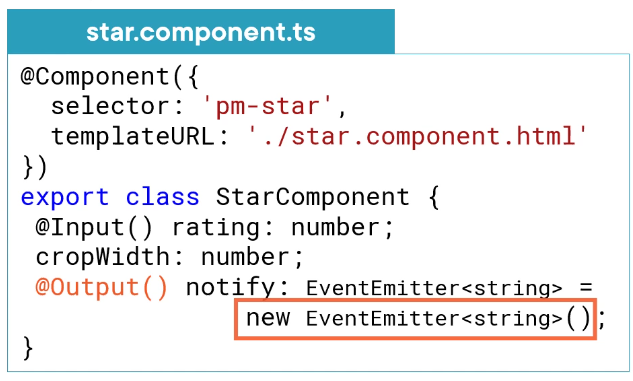 star.component.ts
@Component({
  selector: 'pm-star',
  templateURL: './star.component.html'
})
export class StarComponent {
 @Input() rating: number;
 cropWidth: number;
 @Output() notify: EventEmitter<string> =
               new EventEmitter<string>();
}